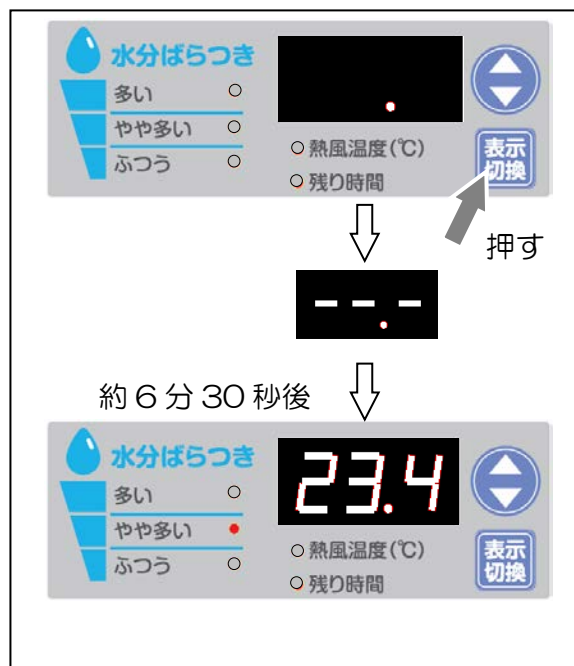 水分ばらつき
多い
やや多い
ふつう
.
熱風温度(℃)
残り時間
表示
切換
押す
--.-
約6分30秒後
水分ばらつき
多い
やや多い
ふつう
23.4
熱風温度(℃)
残り時間
表示
切換